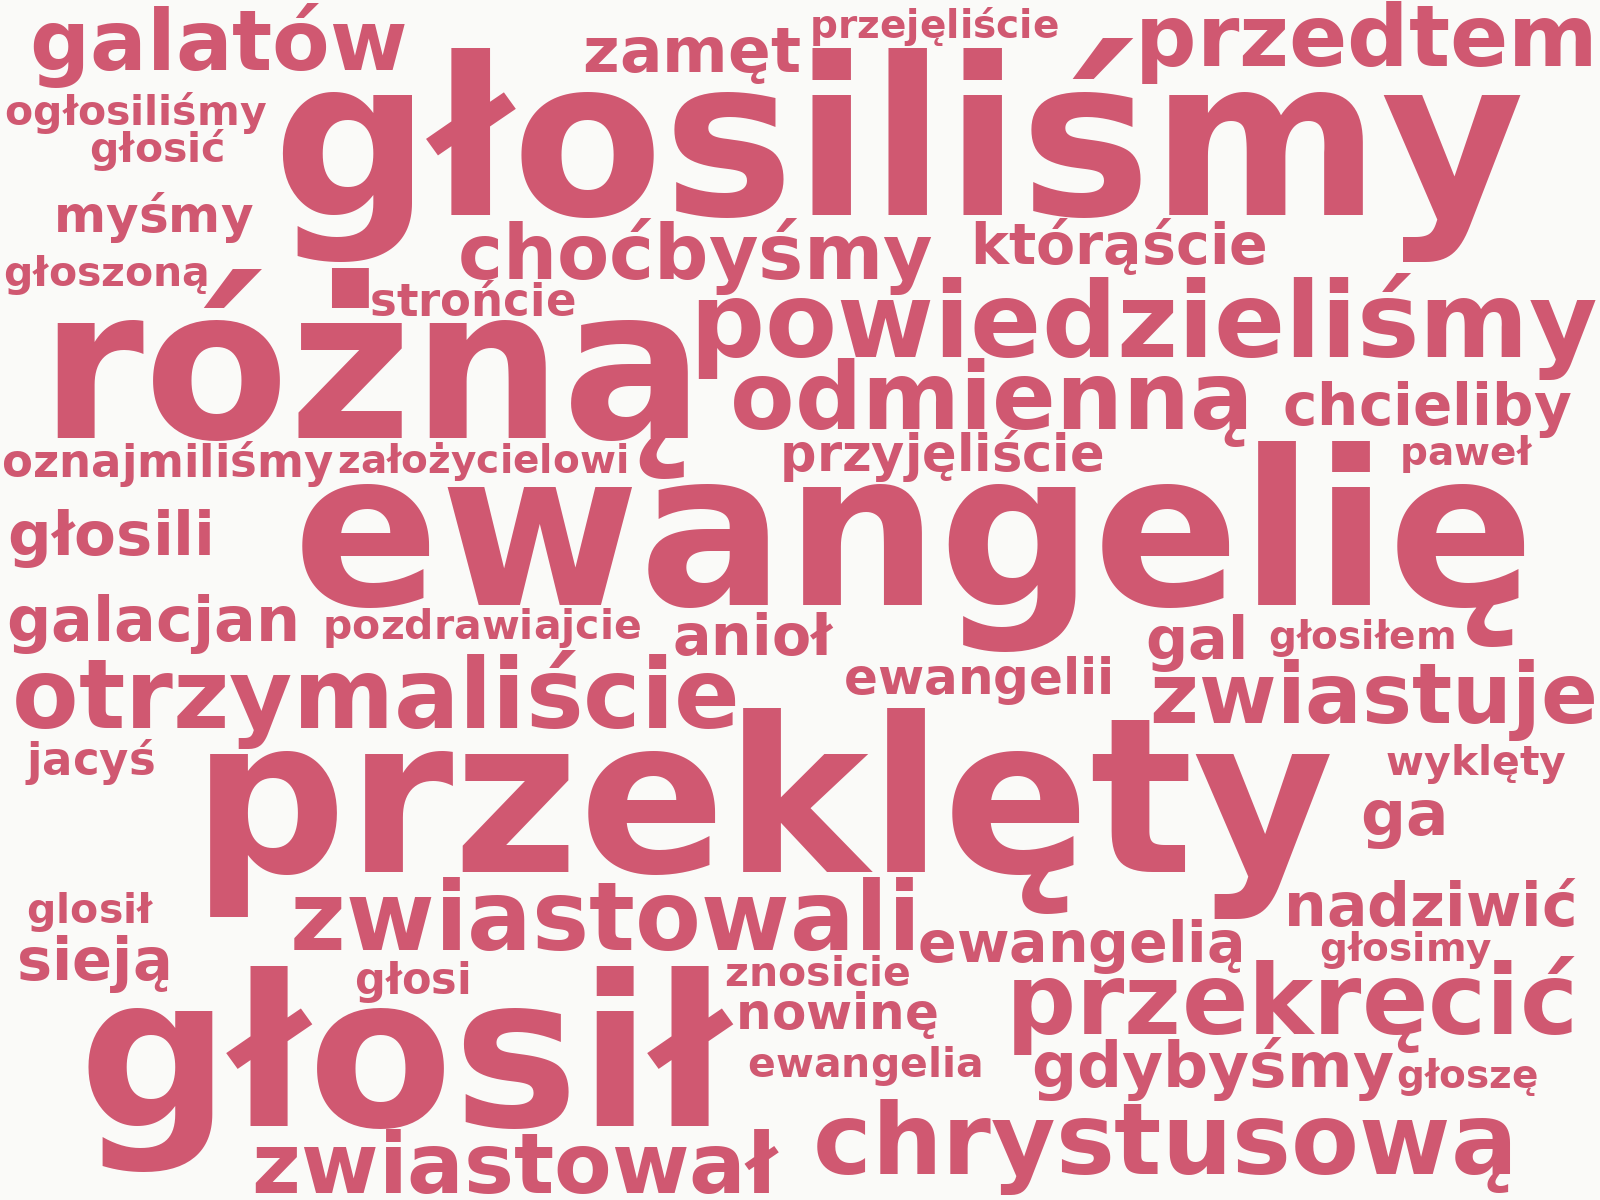 galatów
zamęt
przejęliście
przedtem
ogłosiliśmy
głosiliśmy
głosić
myśmy
choćbyśmy
którąście
głoszoną
strońcie
różną
powiedzieliśmy
odmienną
chcieliby
oznajmiliśmy
założycielowi
przyjęliście
paweł
głosili
ewangelię
galacjan
pozdrawiajcie
anioł
gal
głosiłem
otrzymaliście
ewangelii
zwiastuje
jacyś
przeklęty
wyklęty
ga
glosił
zwiastowali
nadziwić
sieją
ewangelią
głosimy
głosi
znosicie
głosił
nowinę
przekręcić
ewangelia
gdybyśmy
głoszę
zwiastował
chrystusową